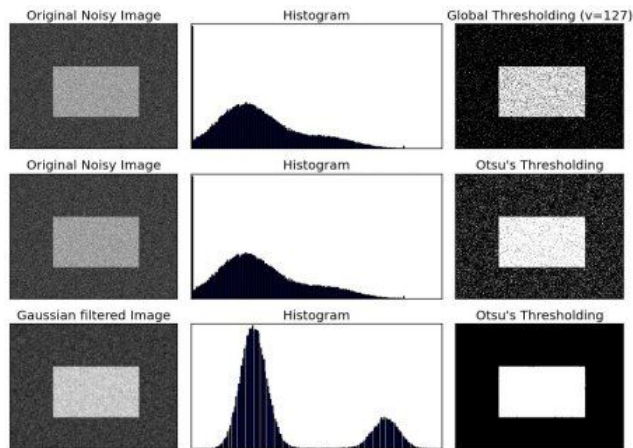 Original Noisy Image
Histogram
Global Thresholding (v=127)
Original Noisy Image
Histogram
Otsu's Thresholding
Gaussian filtered Image
Histogram
Otsu's Thresholding